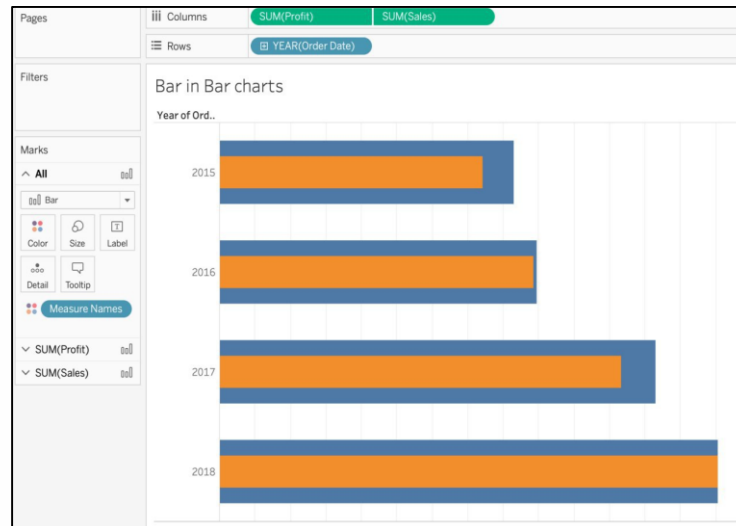 Pages
Columns
SUM(Profit)
SUM(Sales)
Rows
YEAR(Order Date)
Filters
Bar in Bar charts
Year of Ord..
Marks
All
Bar
Color
Size
Label
Detail
Tooltip
Measure Names
SUM(Profit)
SUM(Sales)
2015
2016
2017
2018